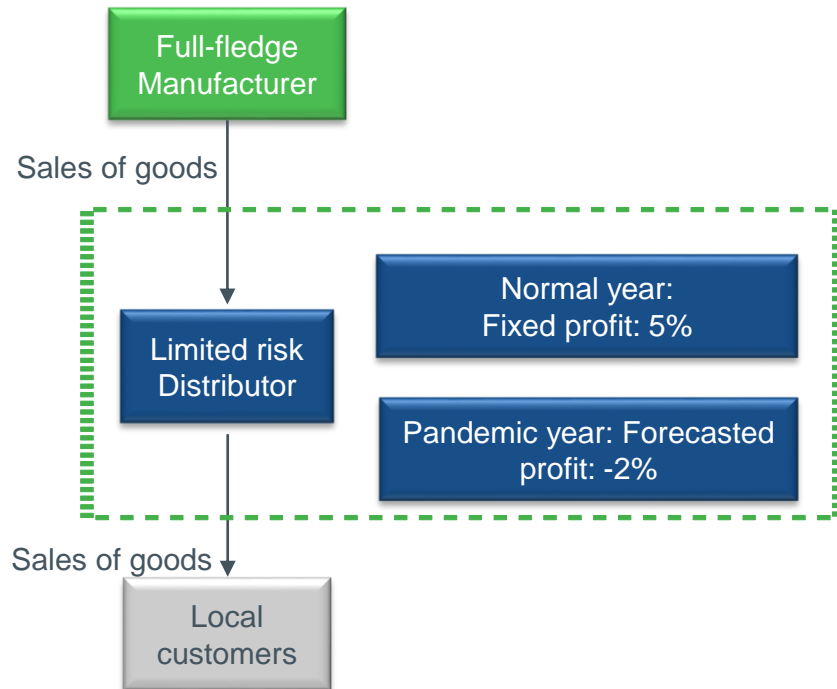 Full-fledge
Manufacturer
Sales of goods
Normal year:
Fixed profit: 5%
Limited risk
Distributor
Pandemic year: Forecasted
profit: -2%
Sales of goods
Local
customers